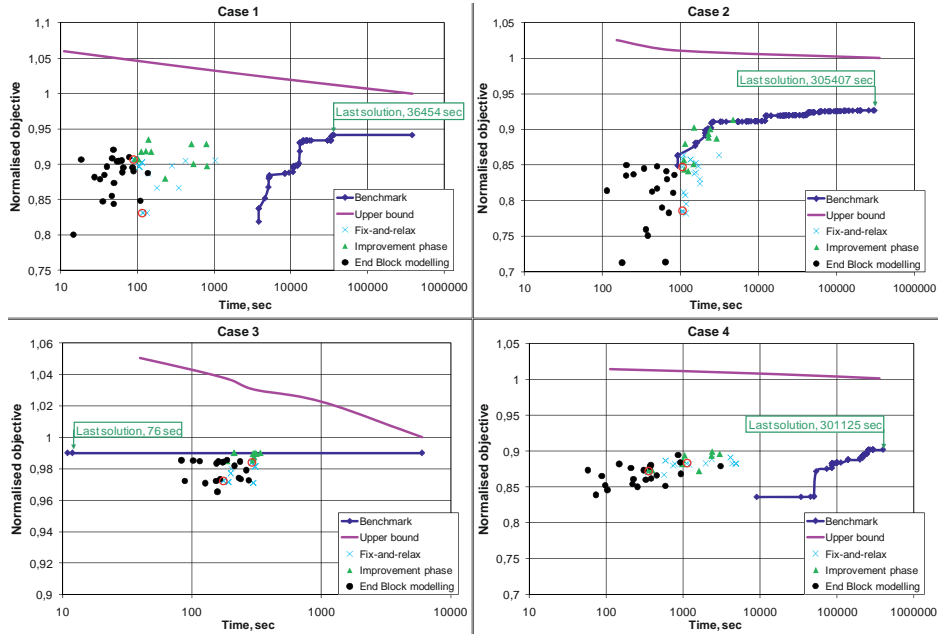 Case 1
Normalised objective
1,1
1,05
1
0,95
0,9
0,85
0,8
0,75
Last solution, 36454 sec
Benchmark
Upper bound
Fix-and-relax
Improvement phase
End Block modelling
10 100 1000 10000 100000 1000000
Time, sec
Case 2
Normalised objective
1,05
1
0,95
0,9
0,85
0,8
0,75
0,7
Last solution, 305407 sec
Benchmark
Upper bound
Fix-and-relax
Improvement phase
End Block modelling
10 100 1000 10000 100000 1000000
Time, sec
Case 3
Normalised objective
1,06
1,04
1,02
1
0,98
0,96
0,94
0,92
0,9
Last solution, 76 sec
Benchmark
Upper bound
Fix-and-relax
Improvement phase
End Block modelling
10 100 1000 10000
Time, sec
Case 4
Normalised objective
1,05
1
0,95
0,9
0,85
0,8
0,75
0,7
Last solution, 301125 sec
Benchmark
Upper bound
Fix-and-relax
Improvement phase
End Block modelling
10 100 1000 10000 100000 1000000
Time, sec